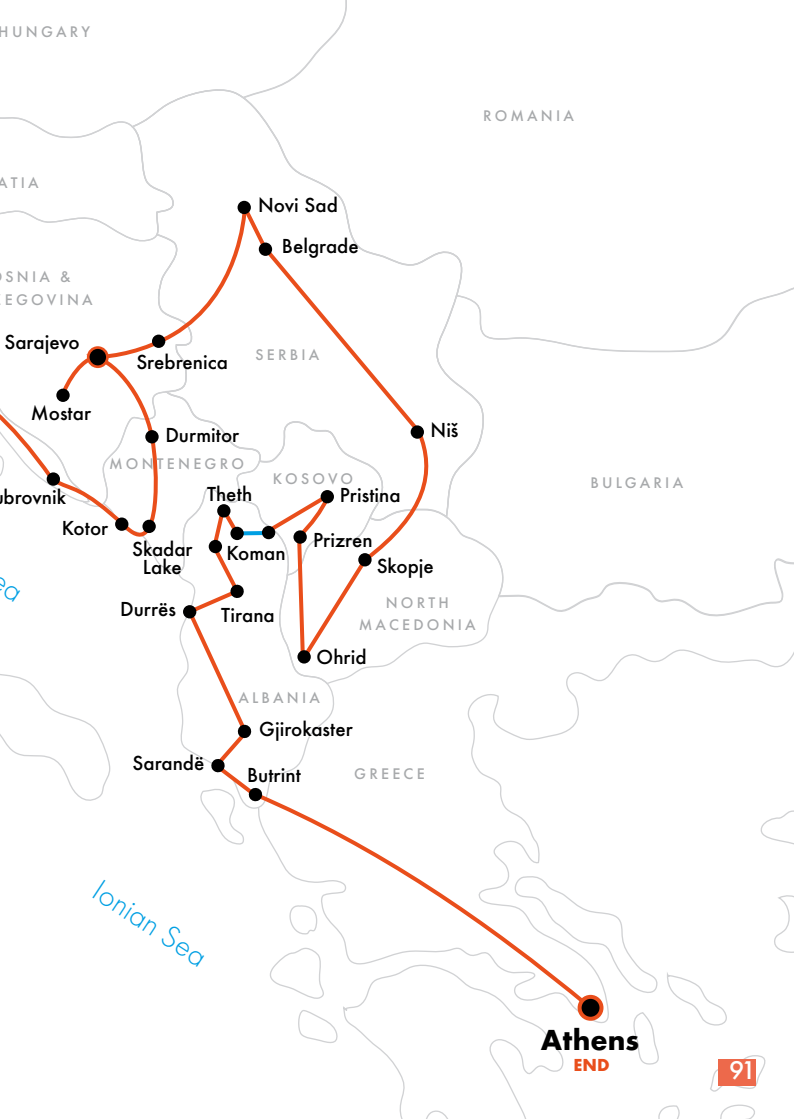 HUNGARY
ROMANIA
ATIA
Novi Sad
Belgrade
OSNIA &
ZEGOVINA
Sarajevo
Srebrenica
SERBIA
Mostar
Niš
Durmitor
MONTENEGRO
KOSOVO
BULGARIA
ubrovnik
Theth
Pristina
Kotor
Skadar
Lake
Koman
Prizren
Skopje
ea
Durrës
Tirana
NORTH
MACEDONIA
Ohrid
ALBANIA
Gjirokaster
Sarandë
Butrint
GREECE
Ionian Sea
Athens
END
91